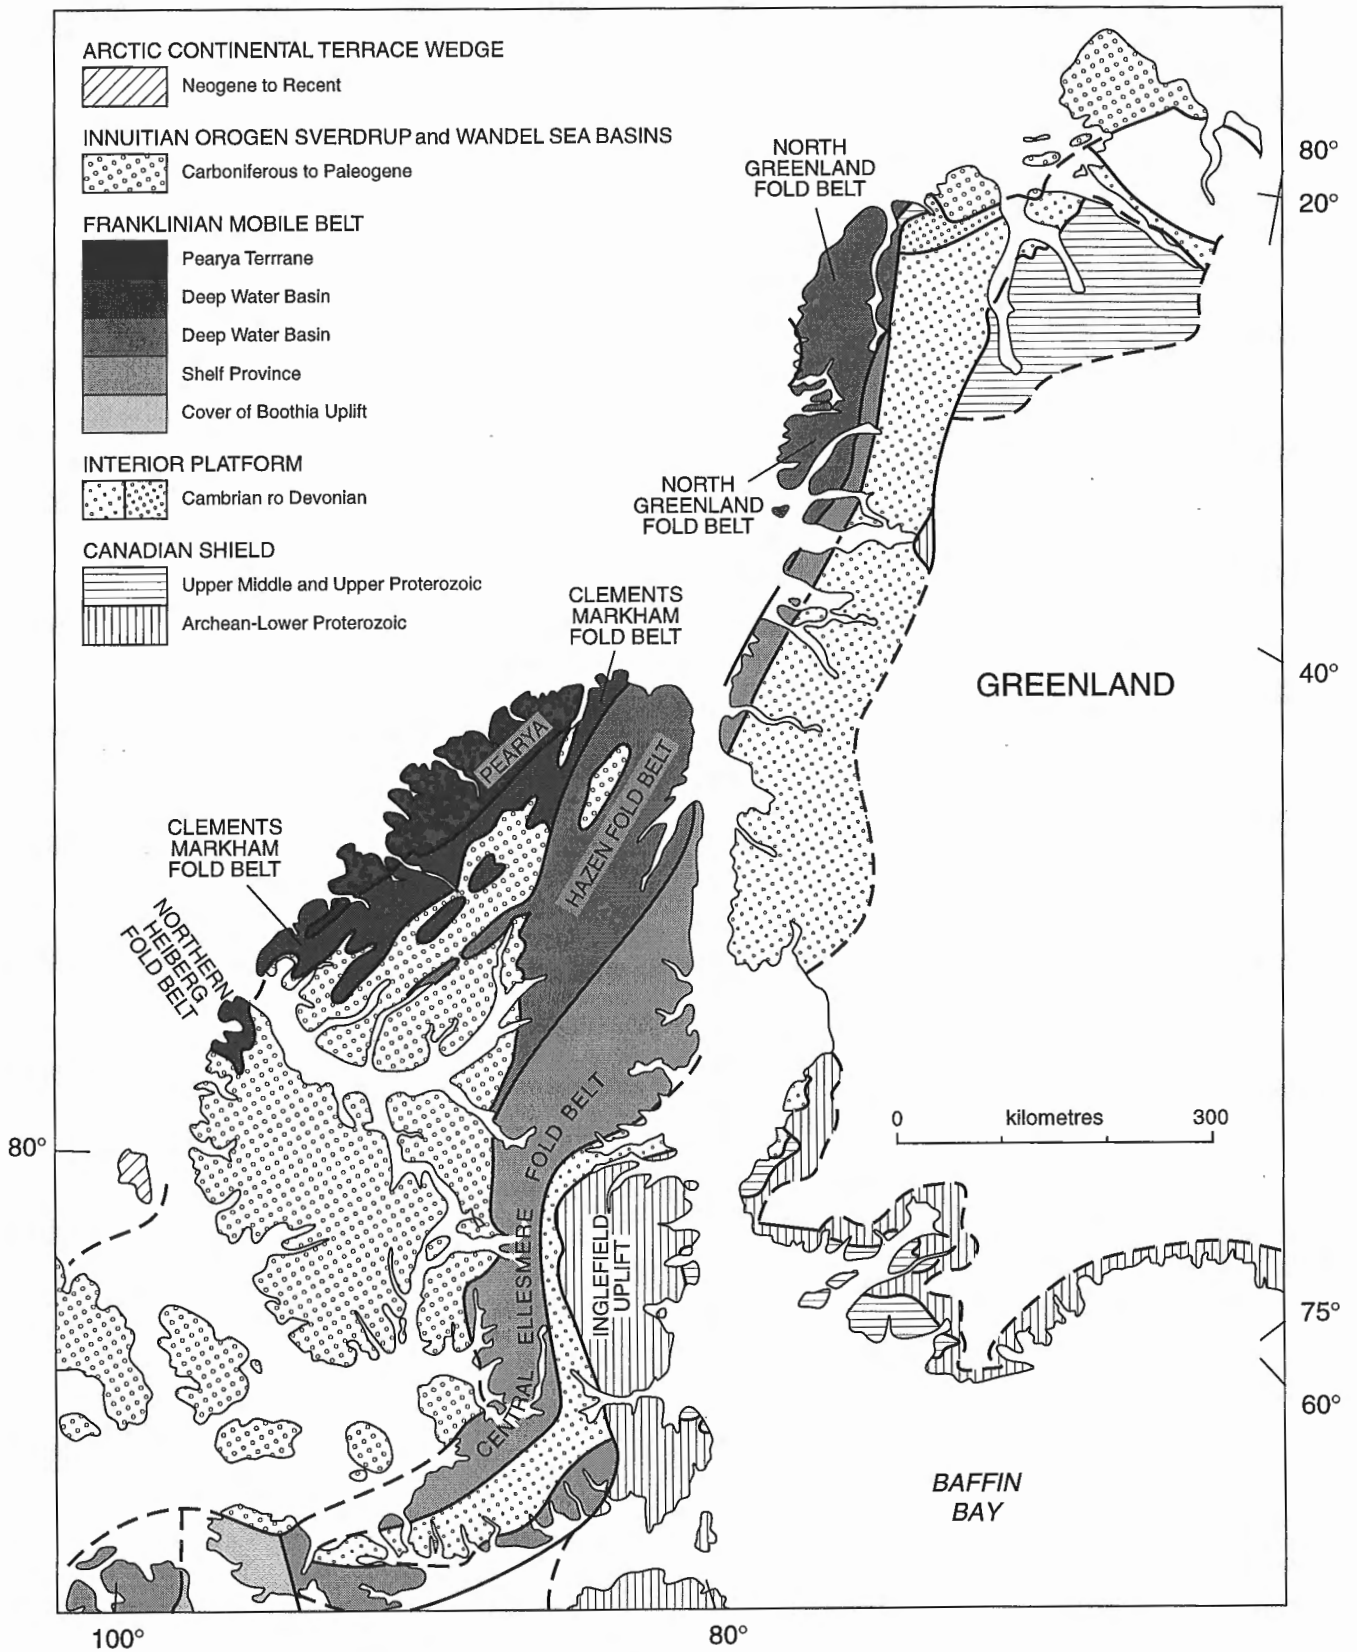 ARCTIC CONTINENTAL TERRACE WEDGE
Neogene to Recent
INNUITIAN OROGEN SVERDRUP and WANDEL SEA BASINS
Carboniferous to Paleogene
FRANKLINIAN MOBILE BELT
Pearya Terrrane
Deep Water Basin
Deep Water Basin
Shelf Province
Cover of Boothia Uplift
INTERIOR PLATFORM
Cambrian ro Devonian
CANADIAN SHIELD
Upper Middle and Upper Proterozoic
Archean-Lower Proterozoic
NORTH
GREENLAND
FOLD BELT
80°
20°
NORTH
GREENLAND
FOLD BELT
CLEMENTS
MARKHAM
FOLD BELT
GREENLAND
40°
PEARYA
HAZEN FOLD BELT
CLEMENTS
MARKHAM
FOLD BELT
NORTHERN
HEIBERG
FOLD BELT
CENTRAL ELLESMERE FOLD BELT
INGLEFIELD
UPLIFT
0 kilometres 300
80°
75°
60°
BAFFIN
BAY
100°
80°